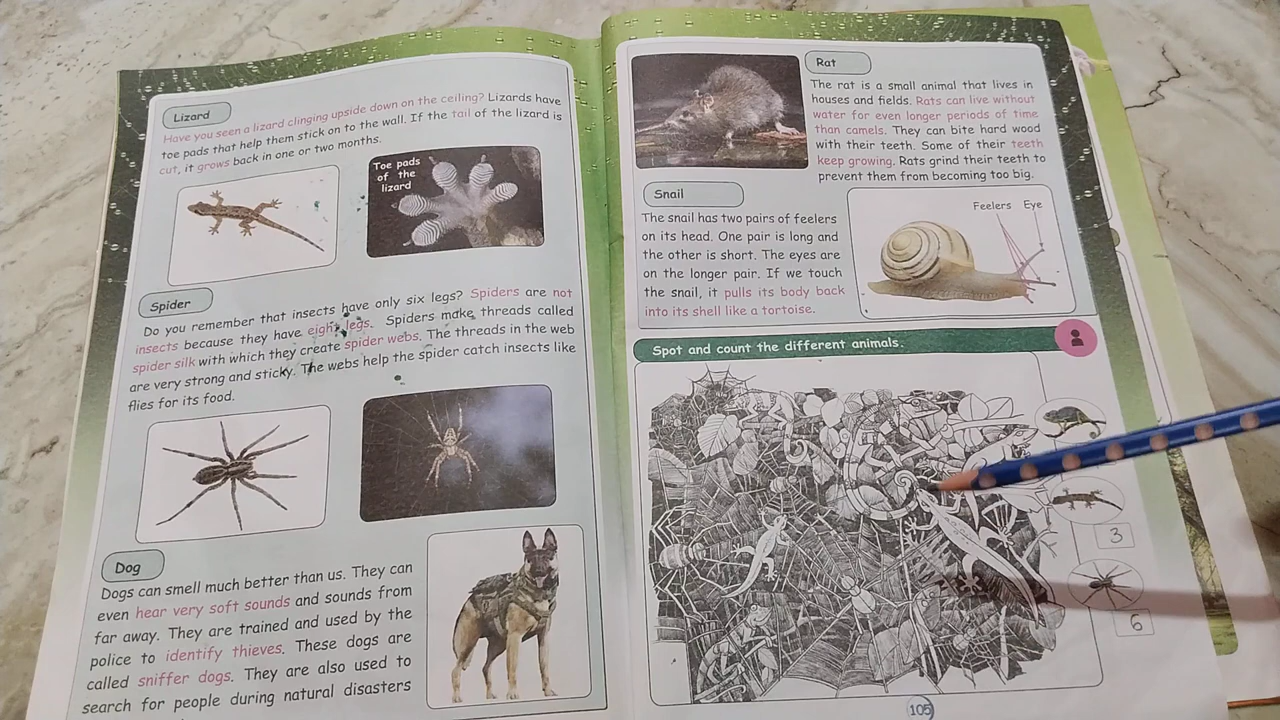 Lizard
Have you seen a lizard clinging upside down on the ceiling? Lizards have
toe pads that help them stick on to the wall. If the tail of the lizard is
cut, it grows back in one or two months.
Toe pads
of the
lizard
Spider
Do you remember that insects have only six legs? Spiders are not
insects because they have eight legs. Spiders make threads called
spider silk with which they create spider webs. The threads in the web
are very strong and sticky. The webs help the spider catch insects like
flies for its food.
Dog
Dogs can smell much better than us. They can
even hear very soft sounds and sounds from
far away. They are trained and used by the
police to identify thieves. These dogs are
called sniffer dogs. They are also used to
search for people during natural disasters
Rat
The rat is a small animal that lives in
houses and fields. Rats can live without
water for even longer periods of time
than camels. They can bite hard wood
with their teeth. Some of their teeth
keep growing. Rats grind their teeth to
prevent them from becoming too big.
Snail
The snail has two pairs of feelers
on its head. One pair is long and
the other is short. The eyes are
on the longer pair. If we touch
the snail, it pulls its body back
into its shell like a tortoise.
Feelers Eye
Spot and count the different animals.
3
6
105